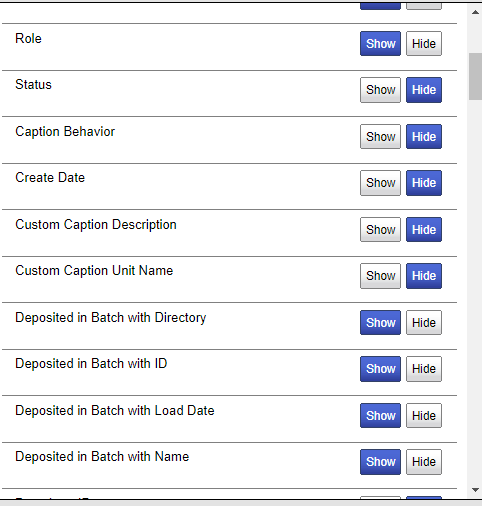 Role Show Hide
Status Show Hide
Caption Behavior Show Hide
Create Date Show Hide
Custom Caption Description Show Hide
Custom Caption Unit Name Show Hide
Deposited in Batch with Directory Show Hide
Deposited in Batch with ID Show Hide
Deposited in Batch with Load Date Show Hide
Deposited in Batch with Name Show Hide